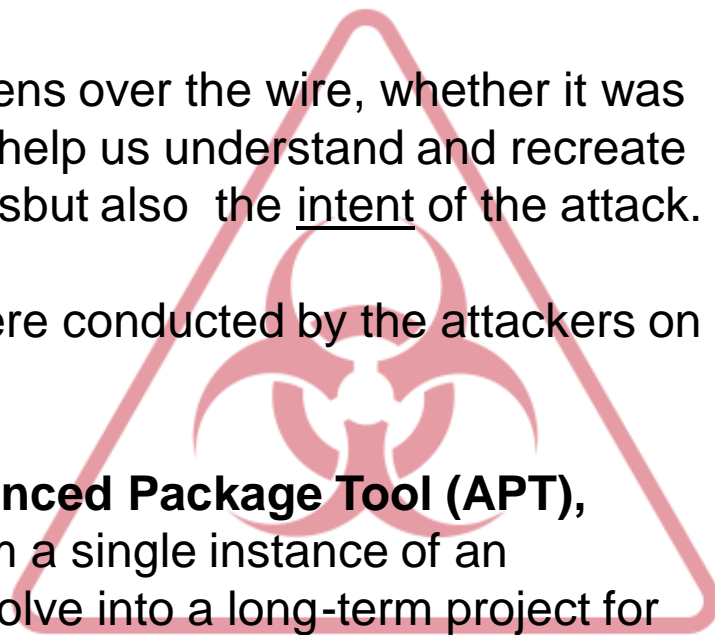 ens over the wire, whether it was
help us understand and recreate
sbut also the intent of the attack.
ere conducted by the attackers on
nced Package Tool (APT),
m a single instance of an
olve into a long-term project for